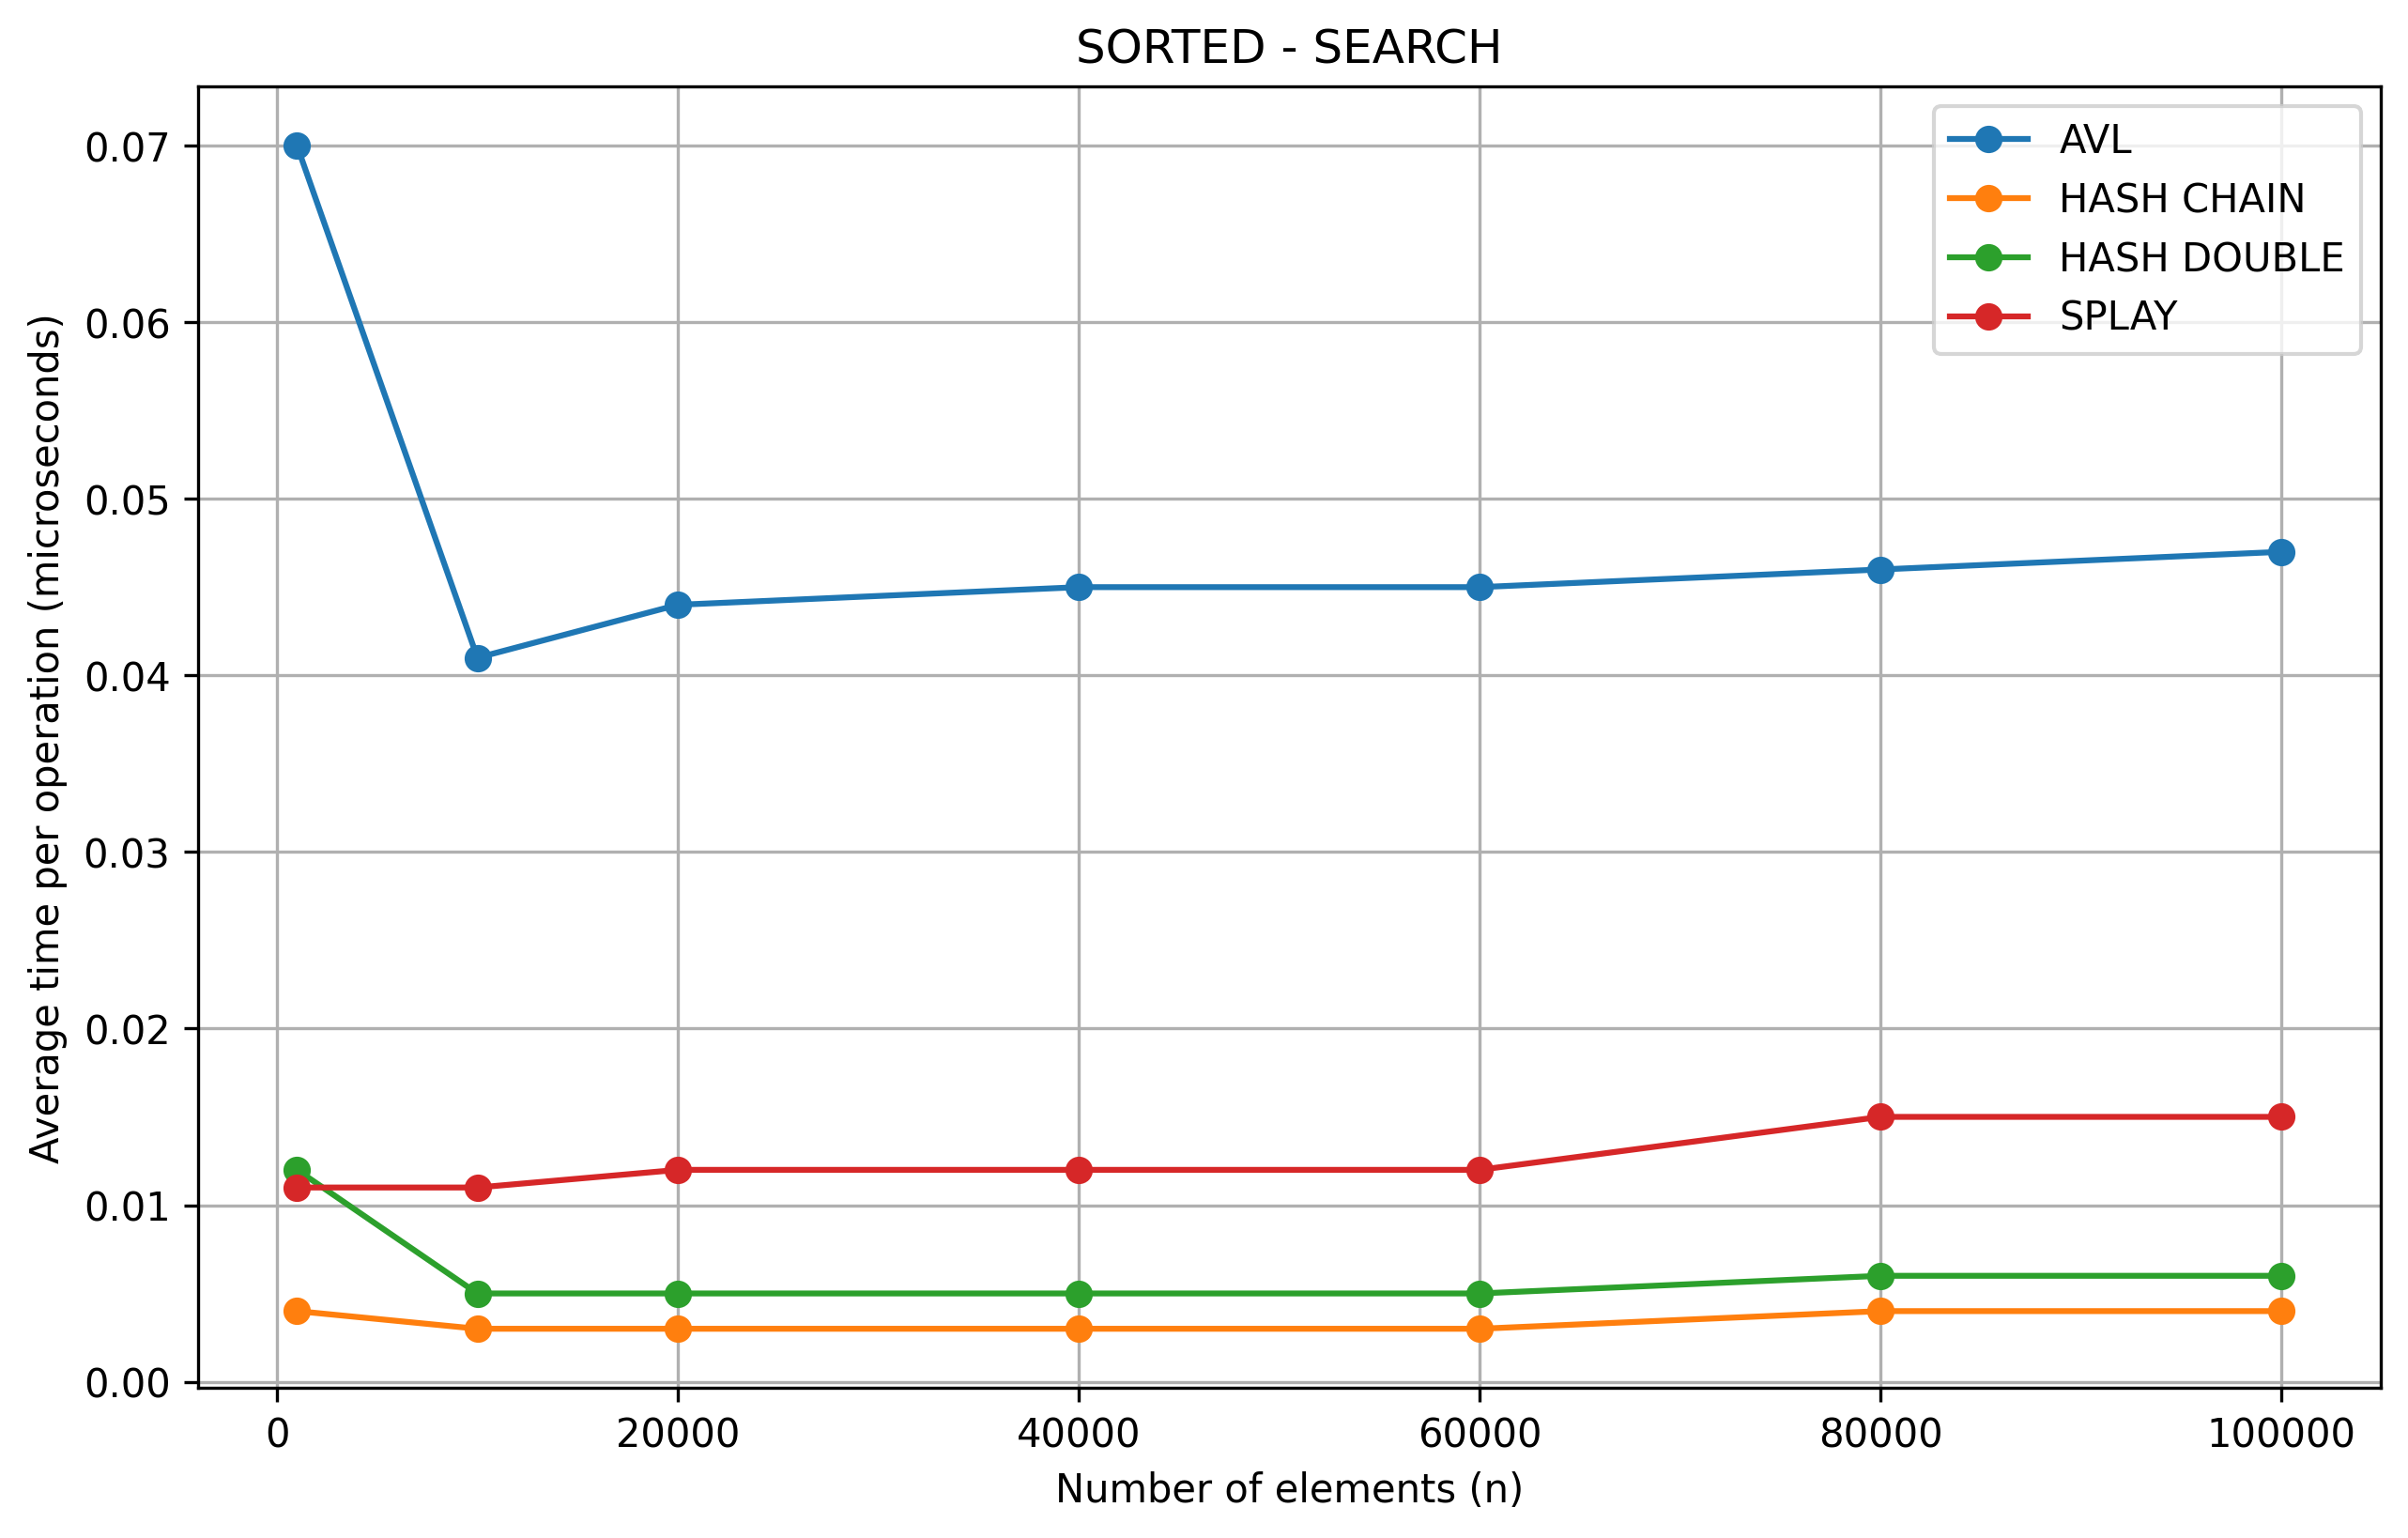 SORTED - SEARCH
AVL
HASH CHAIN
HASH DOUBLE
SPLAY
Average time per operation (microseconds)
0.07
0.06
0.05
0.04
0.03
0.02
0.01
0.00
0 20000 40000 60000 80000 100000
Number of elements (n)